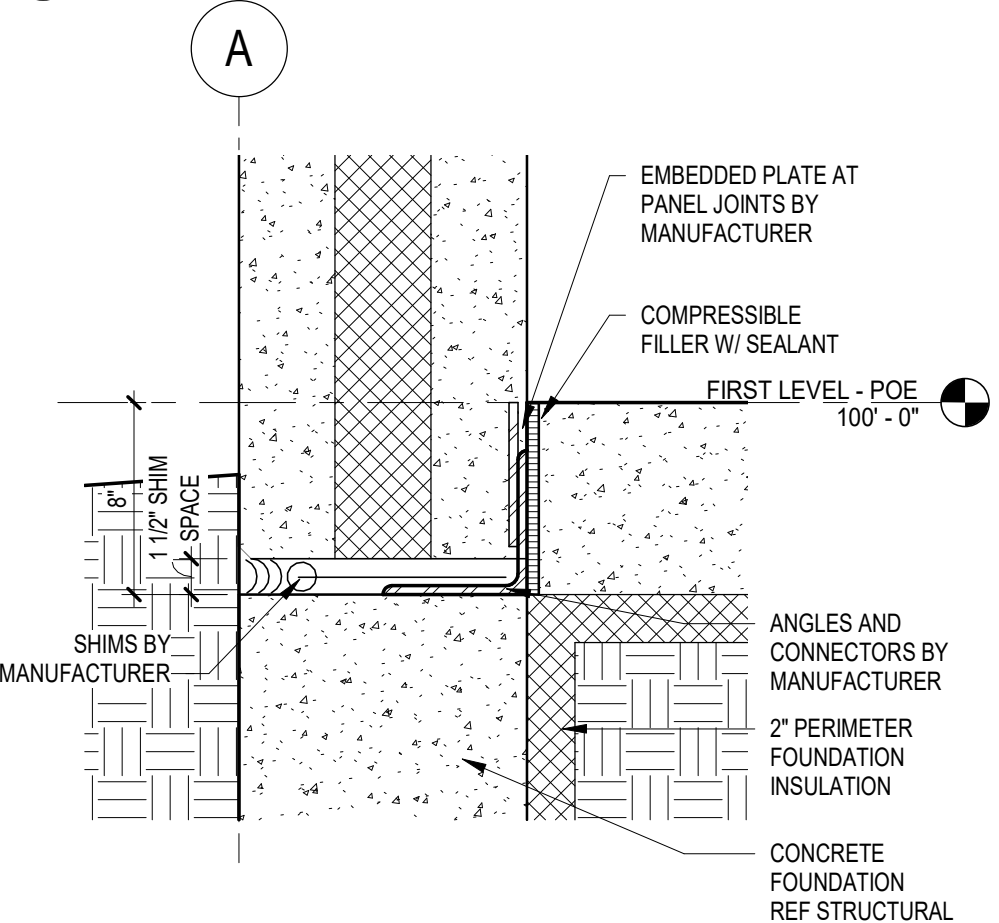 A
EMBEDDED PLATE AT
PANEL JOINTS BY
MANUFACTURER
COMPRESSIBLE
FILLER W/ SEALANT
FIRST LEVEL - POE
100' - 0"
8"
1 1/2" SHIM
SPACE
SHIMS BY
MANUFACTURER
ANGLES AND
CONNECTORS BY
MANUFACTURER
2" PERIMETER
FOUNDATION
INSULATION
CONCRETE
FOUNDATION
REF STRUCTURAL